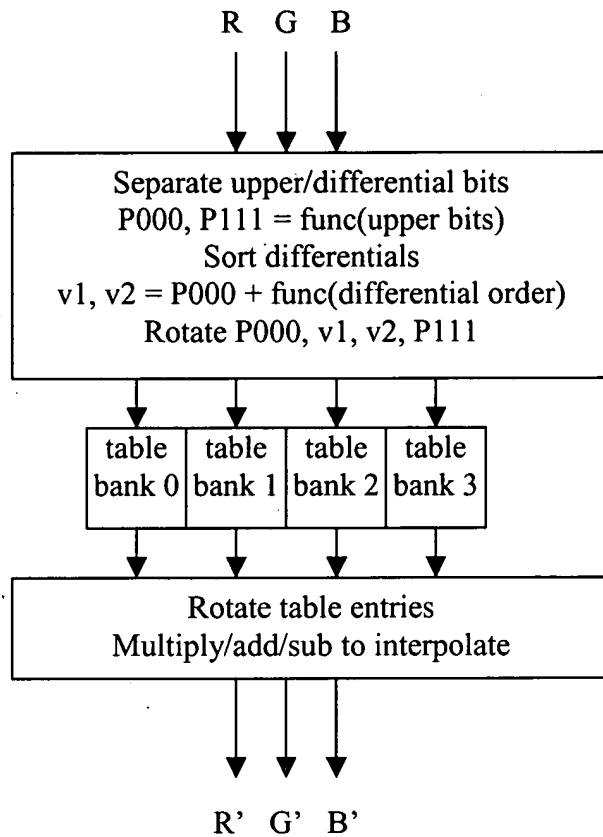 R G B
Separate upper/differential bits
P000, P111 = func(upper bits)
Sort differentials
v1, v2 = P000 + func(differential order)
Rotate P000, v1, v2, P111
table table table table
bank 0 bank 1 bank 2 bank 3
Rotate table entries
Multiply/add/sub to interpolate
R’ G’ B’